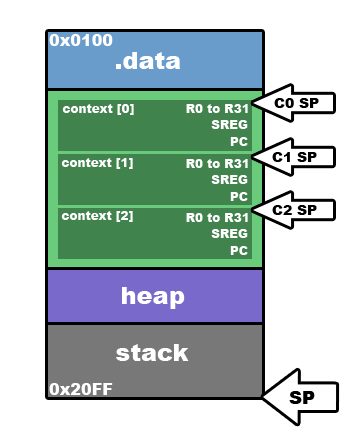 0x0100
.data
context [0] R0 to R31
SREG
PC
C0 SP
context [1] R0 to R31
SREG
PC
C1 SP
context [2] R0 to R31
SREG
PC
C2 SP
heap
stack
0x20FF
SP